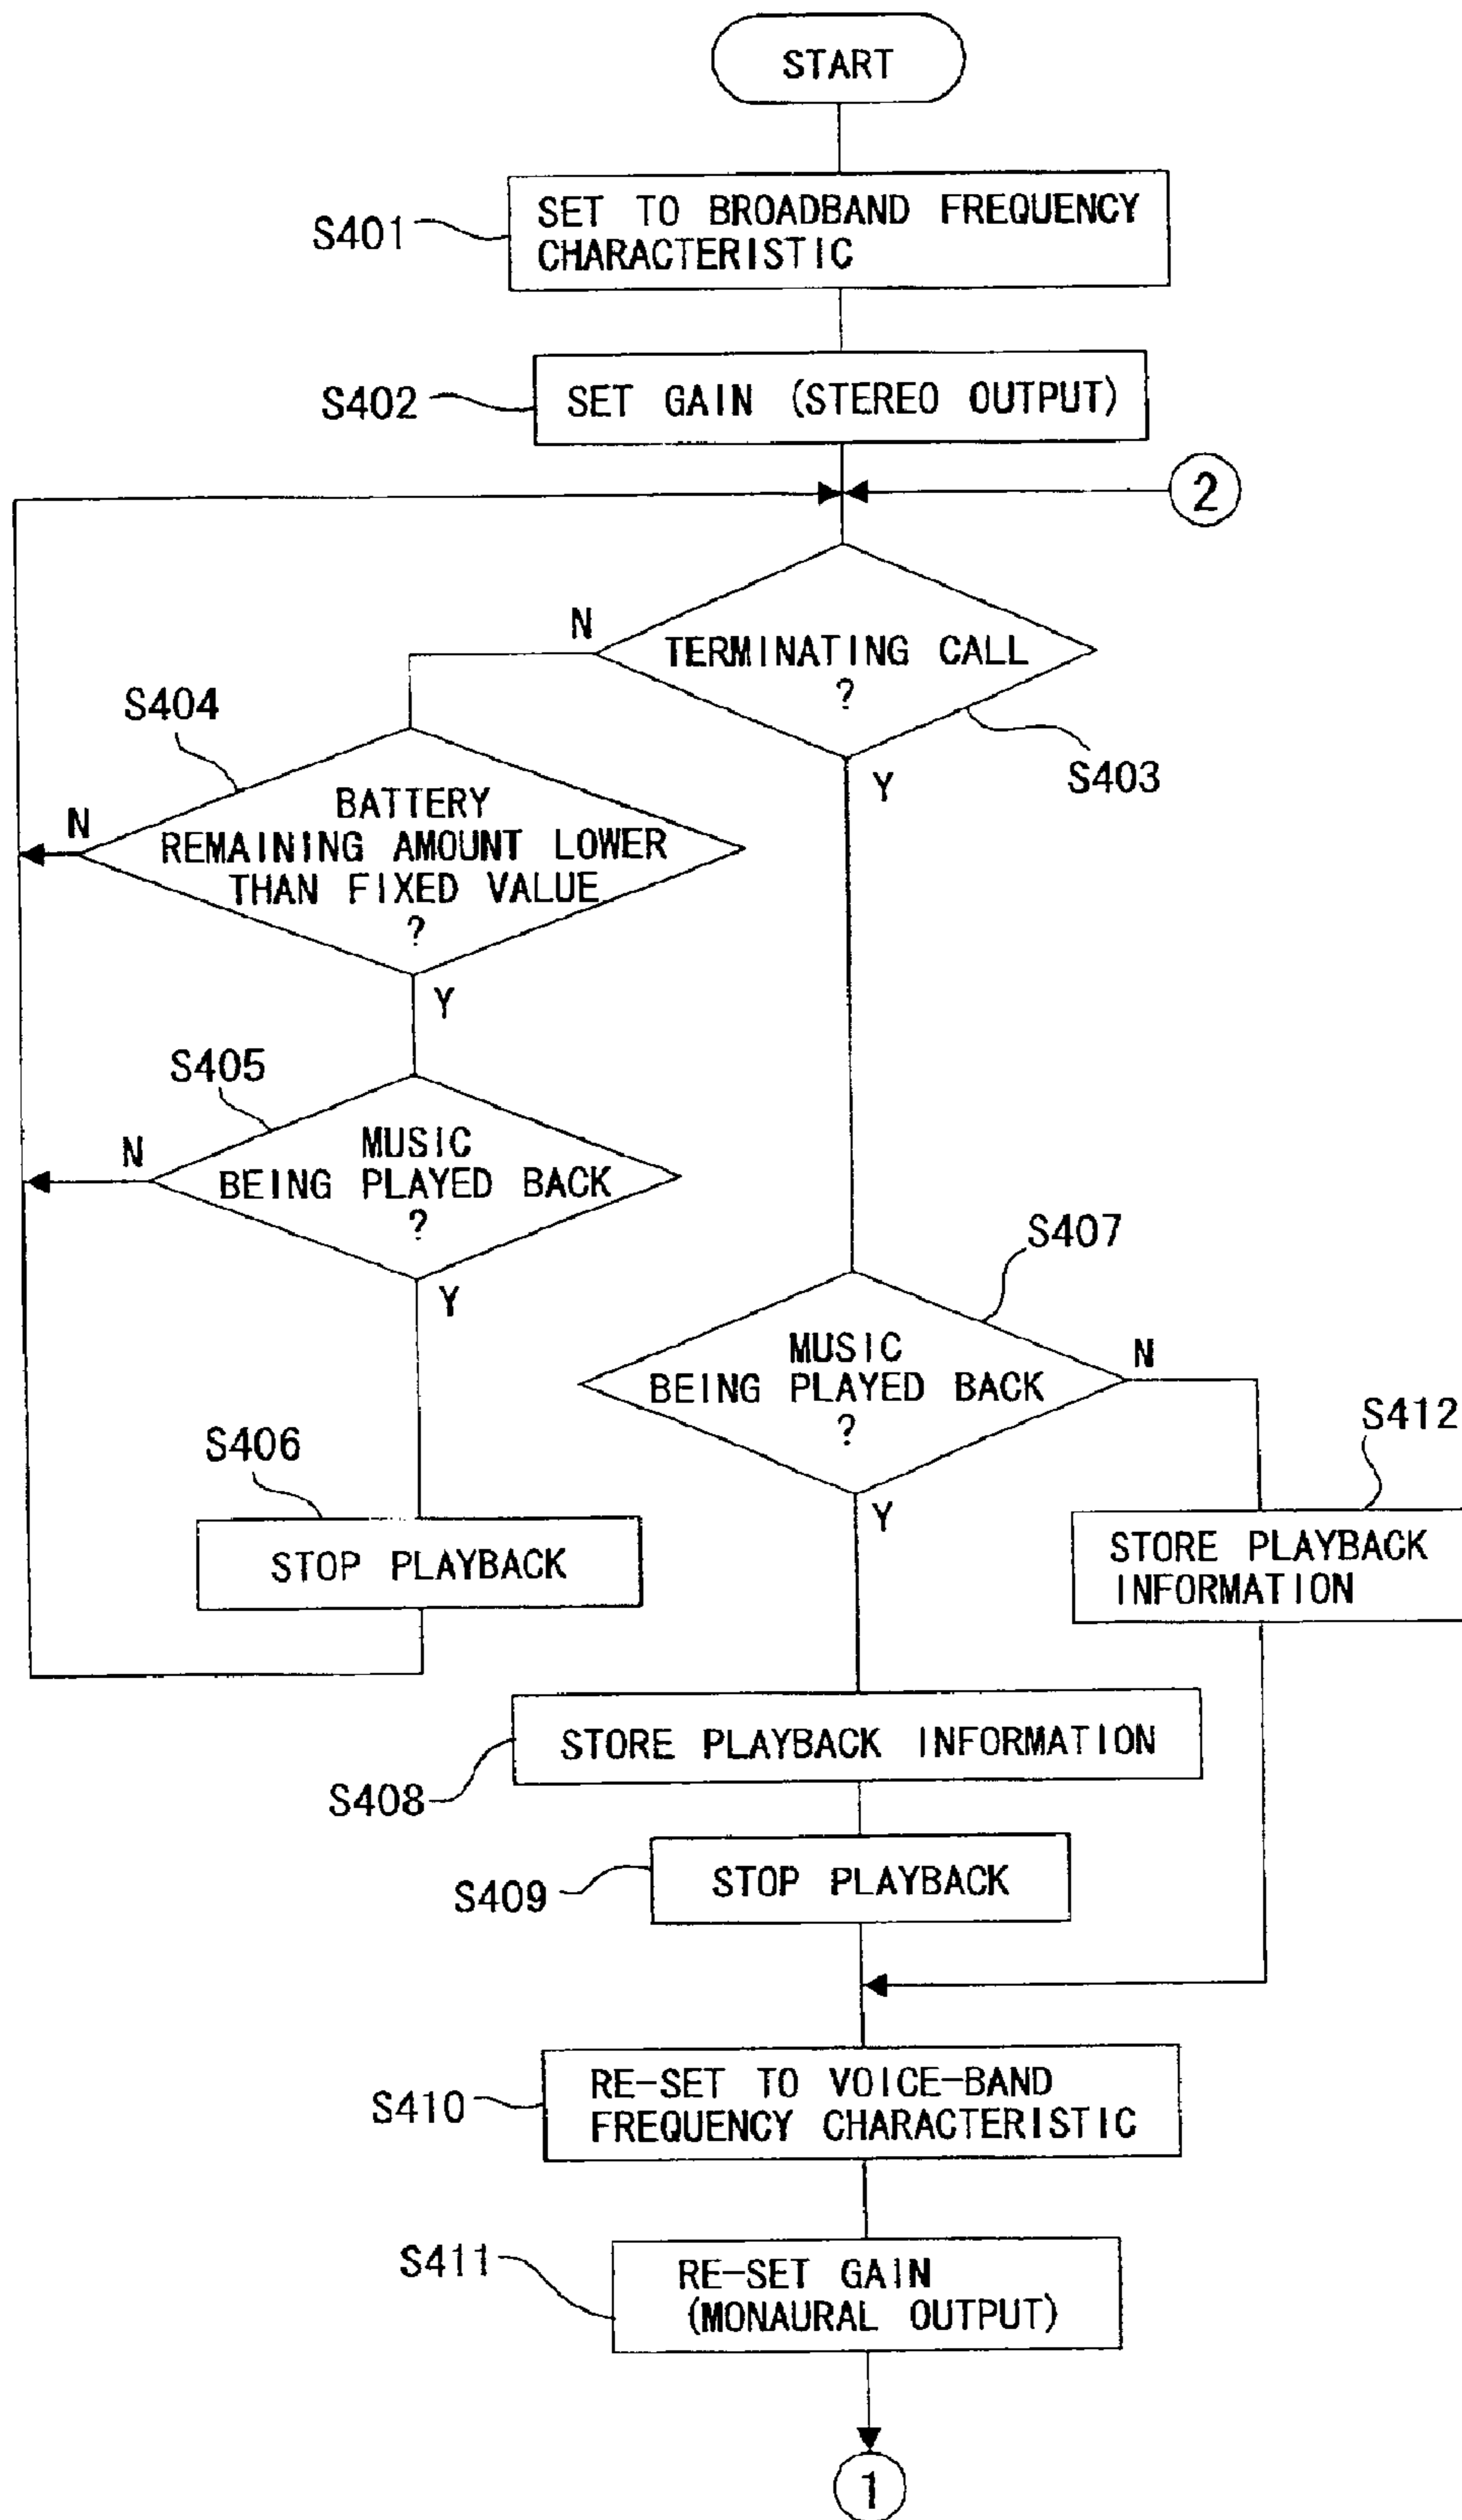 START
S401
SET TO BROADBAND FREQUENCY
CHARACTERISTIC
S402
SET GAIN (STEREO OUTPUT)
2
N
TERMINATING CALL
?
S403
Y
S404
N
BATTERY
REMAINING AMOUNT LOWER
THAN FIXED VALUE
?
Y
S405
N
MUSIC
BEING PLAYED BACK
?
Y
S406
STOP PLAYBACK
S407
MUSIC
BEING PLAYED BACK
?
N
Y
S412
STORE PLAYBACK
INFORMATION
STORE PLAYBACK INFORMATION
S408
S409
STOP PLAYBACK
S410
RE-SET TO VOICE-BAND
FREQUENCY CHARACTERISTIC
S411
RE-SET GAIN
(MONAURAL OUTPUT)
1